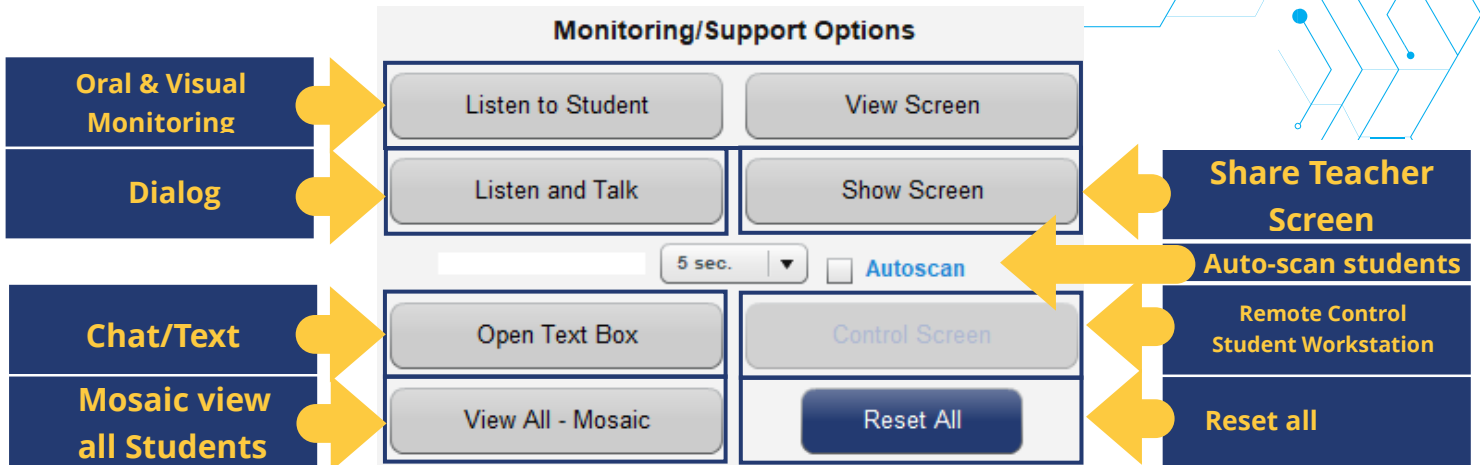 Monitoring/Support Options
Oral & Visual
Monitoring
Listen to Student
View Screen
Dialog
Listen and Talk
Show Screen
Share Teacher
Screen
5 sec.
Autoscan
Auto-scan students
Chat/Text
Open Text Box
Control Screen
Remote Control
Student Workstation
Mosaic view
all Students
View All - Mosaic
Reset All
Reset all